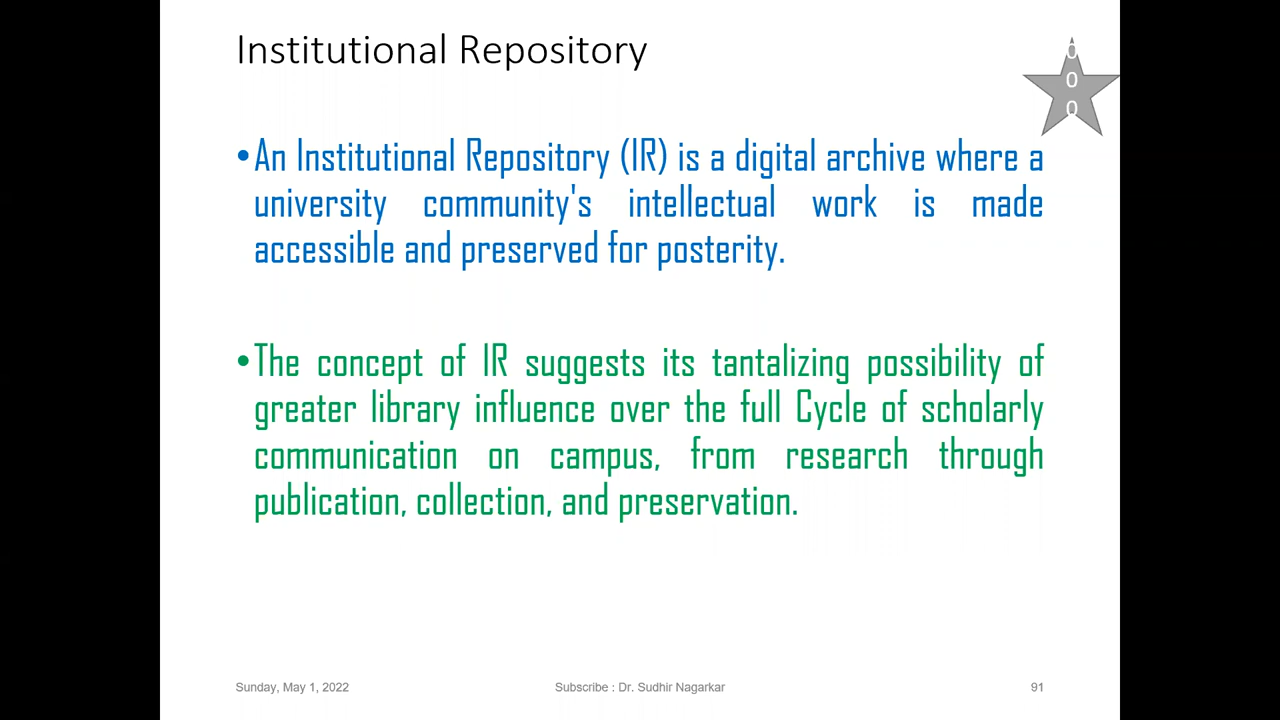 Institutional Repository
0
0
0
•An Institutional Repository (IR) is a digital archive where a
university community's intellectual work is made
accessible and preserved for posterity.
•The concept of IR suggests its tantalizing possibility of
greater library influence over the full Cycle of scholarly
communication on campus, from research through
publication, collection, and preservation.
Sunday, May 1, 2022
Subscribe : Dr. Sudhir Nagarkar
91